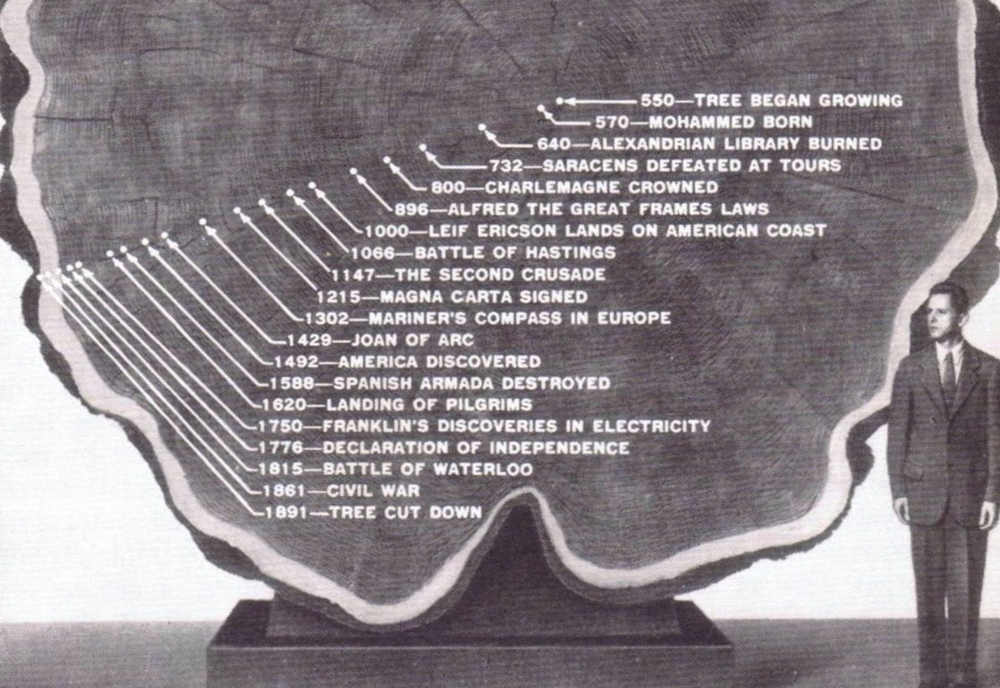 550—TREE BEGAN GROWING
570—MOHAMMED BORN
640—ALEXANDRIAN LIBRARY BURNED
732—SARACENS DEFEATED AT TOURS
800—CHARLEMAGNE CROWNED
896—ALFRED THE GREAT FRAMES LAWS
1000—LEIF ERICSON LANDS ON AMERICAN COAST
1066—BATTLE OF HASTINGS
1147—THE SECOND CRUSADE
1215—MAGNA CARTA SIGNED
1302—MARINER'S COMPASS IN EUROPE
1429—JOAN OF ARC
1492—AMERICA DISCOVERED
1588—SPANISH ARMADA DESTROYED
1620—LANDING OF PILGRIMS
1750—FRANKLIN'S DISCOVERIES IN ELECTRICITY
1776—DECLARATION OF INDEPENDENCE
1815—BATTLE OF WATERLOO
1861—CIVIL WAR
1891—TREE CUT DOWN